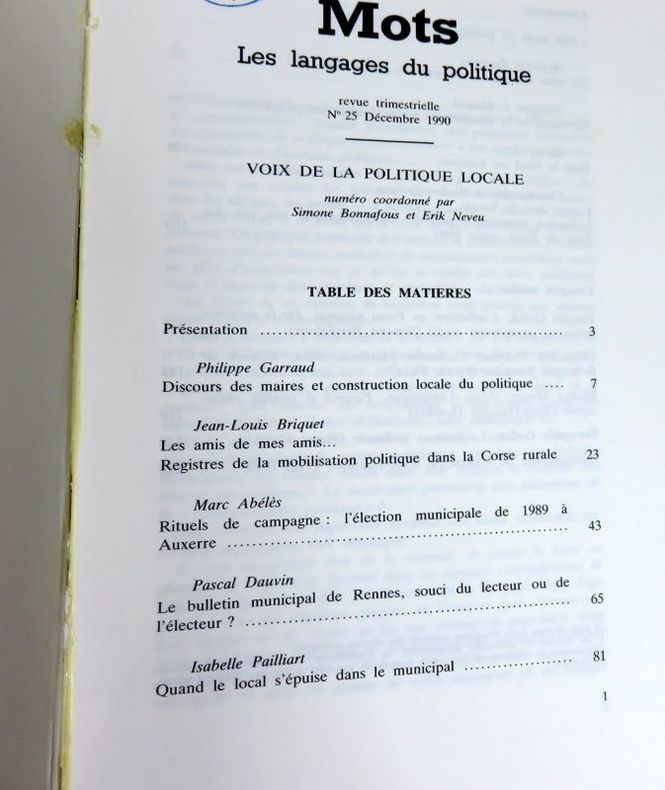 Mots
Les langages du politique
revue trimestrielle
N° 25 Décembre 1990
VOIX DE LA POLITIQUE LOCALE
numéro coordonné par
Simone Bonnafous et Erik Neveu
TABLE DES MATIERES
Présentation ........................................................ 3
Philippe Garraud
Discours des maires et construction locale du politique .... 7
Jean-Louis Briquet
Les amis de mes amis...
Registres de la mobilisation politique dans la Corse rurale 23
Marc Abélès
Rituels de campagne : l'élection municipale de 1989 à
Auxerre ........................................................ 43
Pascal Dauvin
Le bulletin municipal de Rennes, souci du lecteur ou de
l'électeur ? ........................................................ 65
Isabelle Pailliart
Quand le local s'épuise dans le municipal .................... 81
1